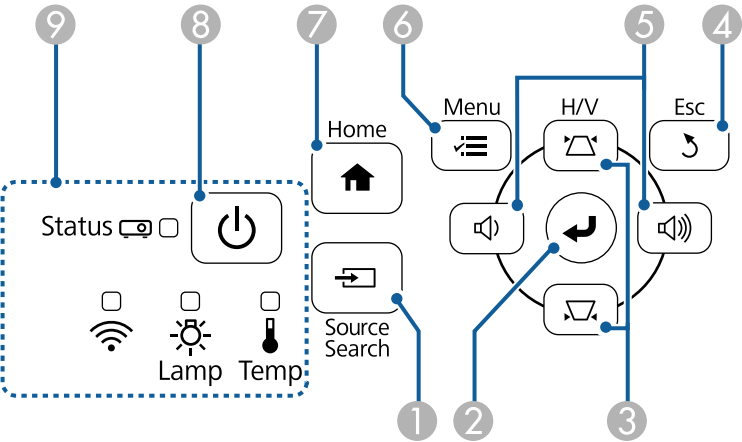 9
8
7
6
5
4
Menu
H/V
Esc
Home
Status
Source
Search
Lamp
Temp
1
2
3